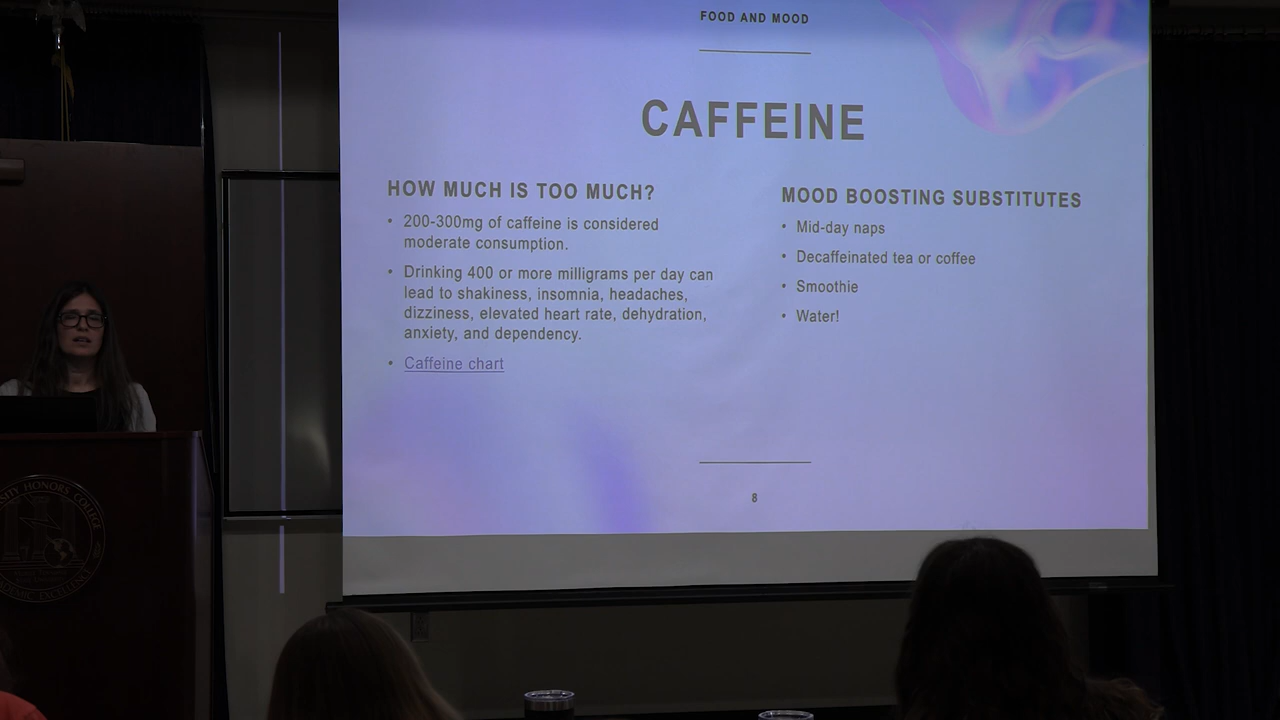 FOOD AND MOOD
CAFFEINE
HOW MUCH IS TOO MUCH?
• 200-300mg of caffeine is considered
moderate consumption.
• Drinking 400 or more milligrams per day can
lead to shakiness, insomnia, headaches,
dizziness, elevated heart rate, dehydration,
anxiety, and dependency.
• Caffeine chart
MOOD BOOSTING SUBSTITUTES
• Mid-day naps
• Decaffeinated tea or coffee
• Smoothie
• Water!
8
HONORS COLLEGE